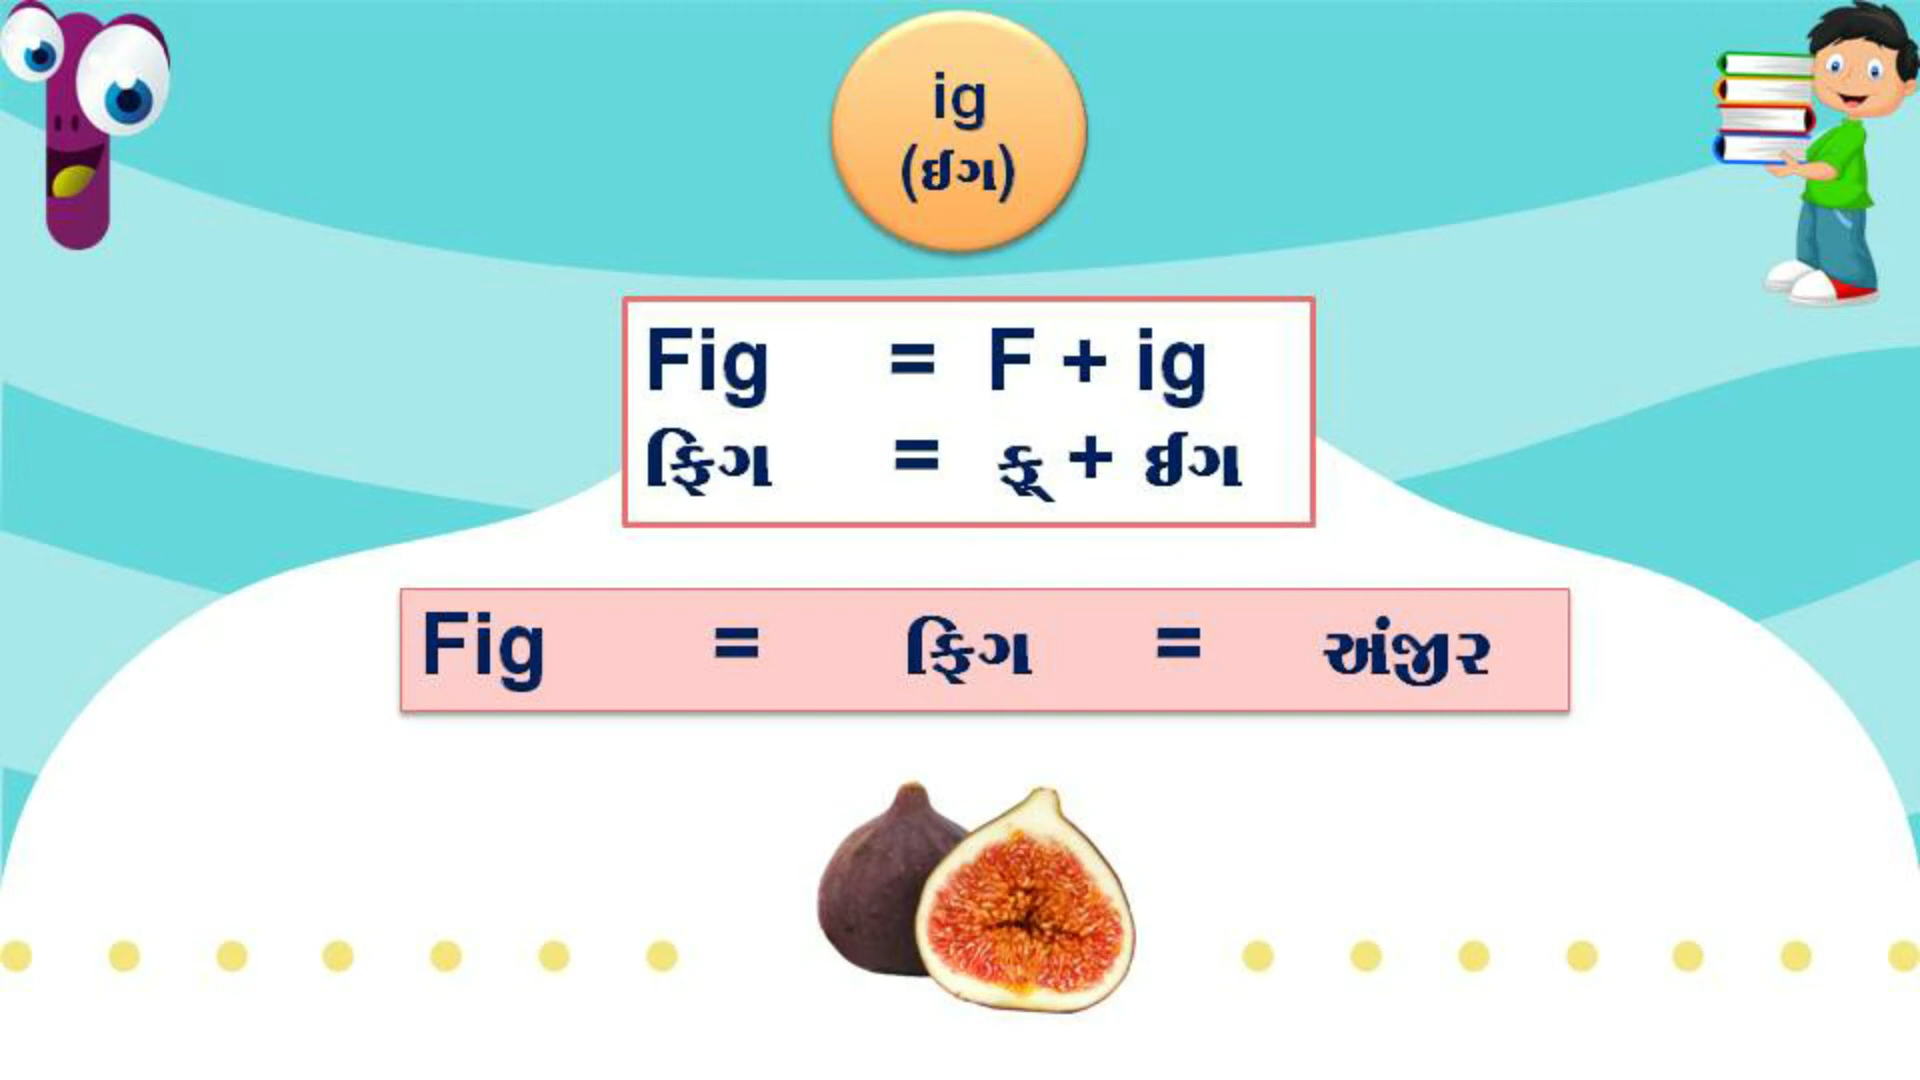 ig
(ઈગ)
Fig = F + ig
ફિગ = ફ્ + ઈગ
Fig = ફિગ = અંજીર